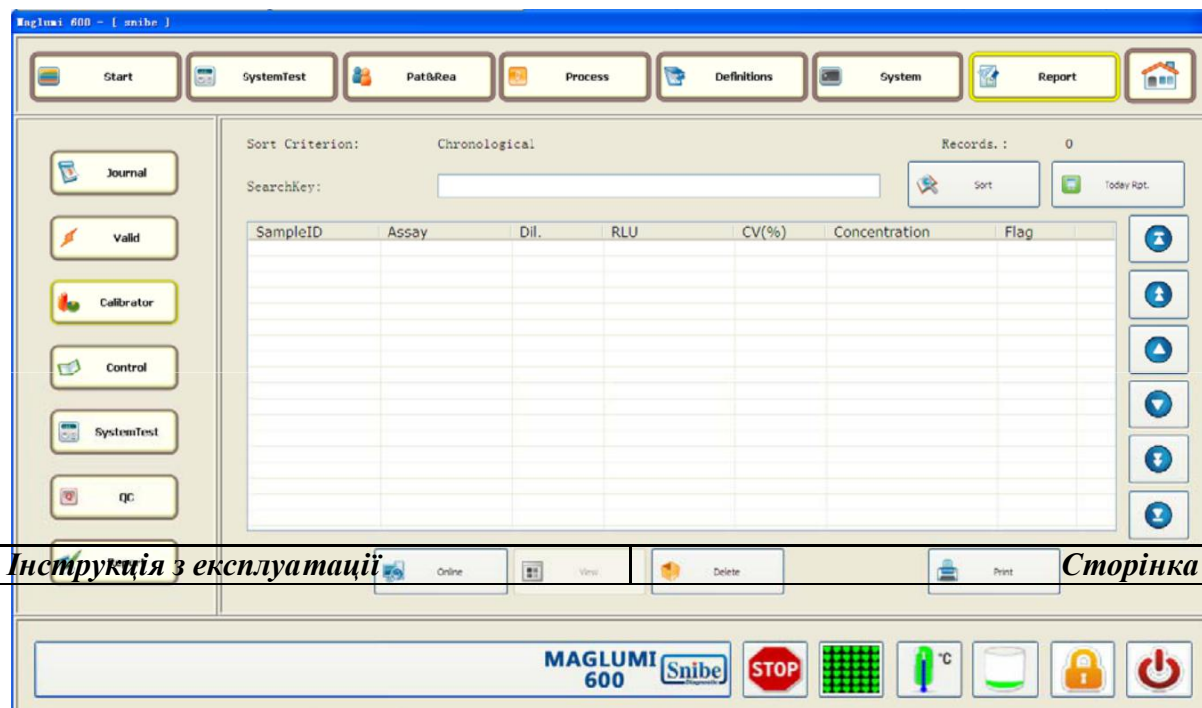 Maglumi 600 - [ snibe ]
Start SystemTest Pat&Rea Process Definitions System Report
Sort Criterion: Chronological Records.: 0
Journal
SearchKey: Sort Today Rpt.
Valid
SampleID Assay Dil. RLU CV(%) Concentration Flag
Calibrator
Control
SystemTest
QC
Інструкція з експлуатації Сторінка
Online View Delete Print
MAGLUMI
600
Snibe
Diagnostic
STOP
°C